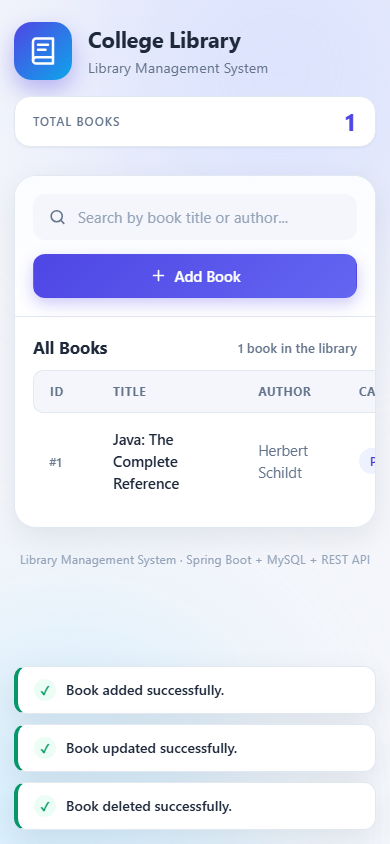 College Library
Library Management System
TOTAL BOOKS
1
Search by book title or author...
+ Add Book
All Books
1 book in the library
ID TITLE AUTHOR CA
#1
Java: The
Complete
Reference
Herbert
Schildt
P
Library Management System · Spring Boot + MySQL + REST API
Book added successfully.
Book updated successfully.
Book deleted successfully.